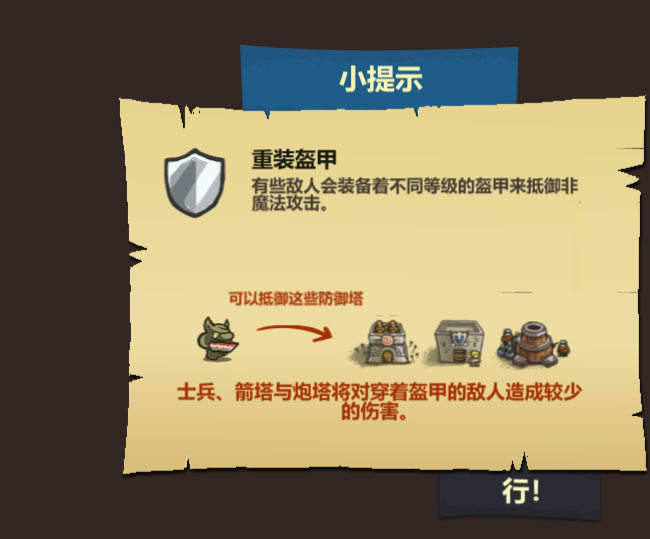 小提示
重装盔甲
有些敌人会装备着不同等级的盔甲来抵御非
魔法攻击。
可以抵御这些防御塔
士兵、箭塔与炮塔将对穿着盔甲的敌人造成较少
的伤害。
行!